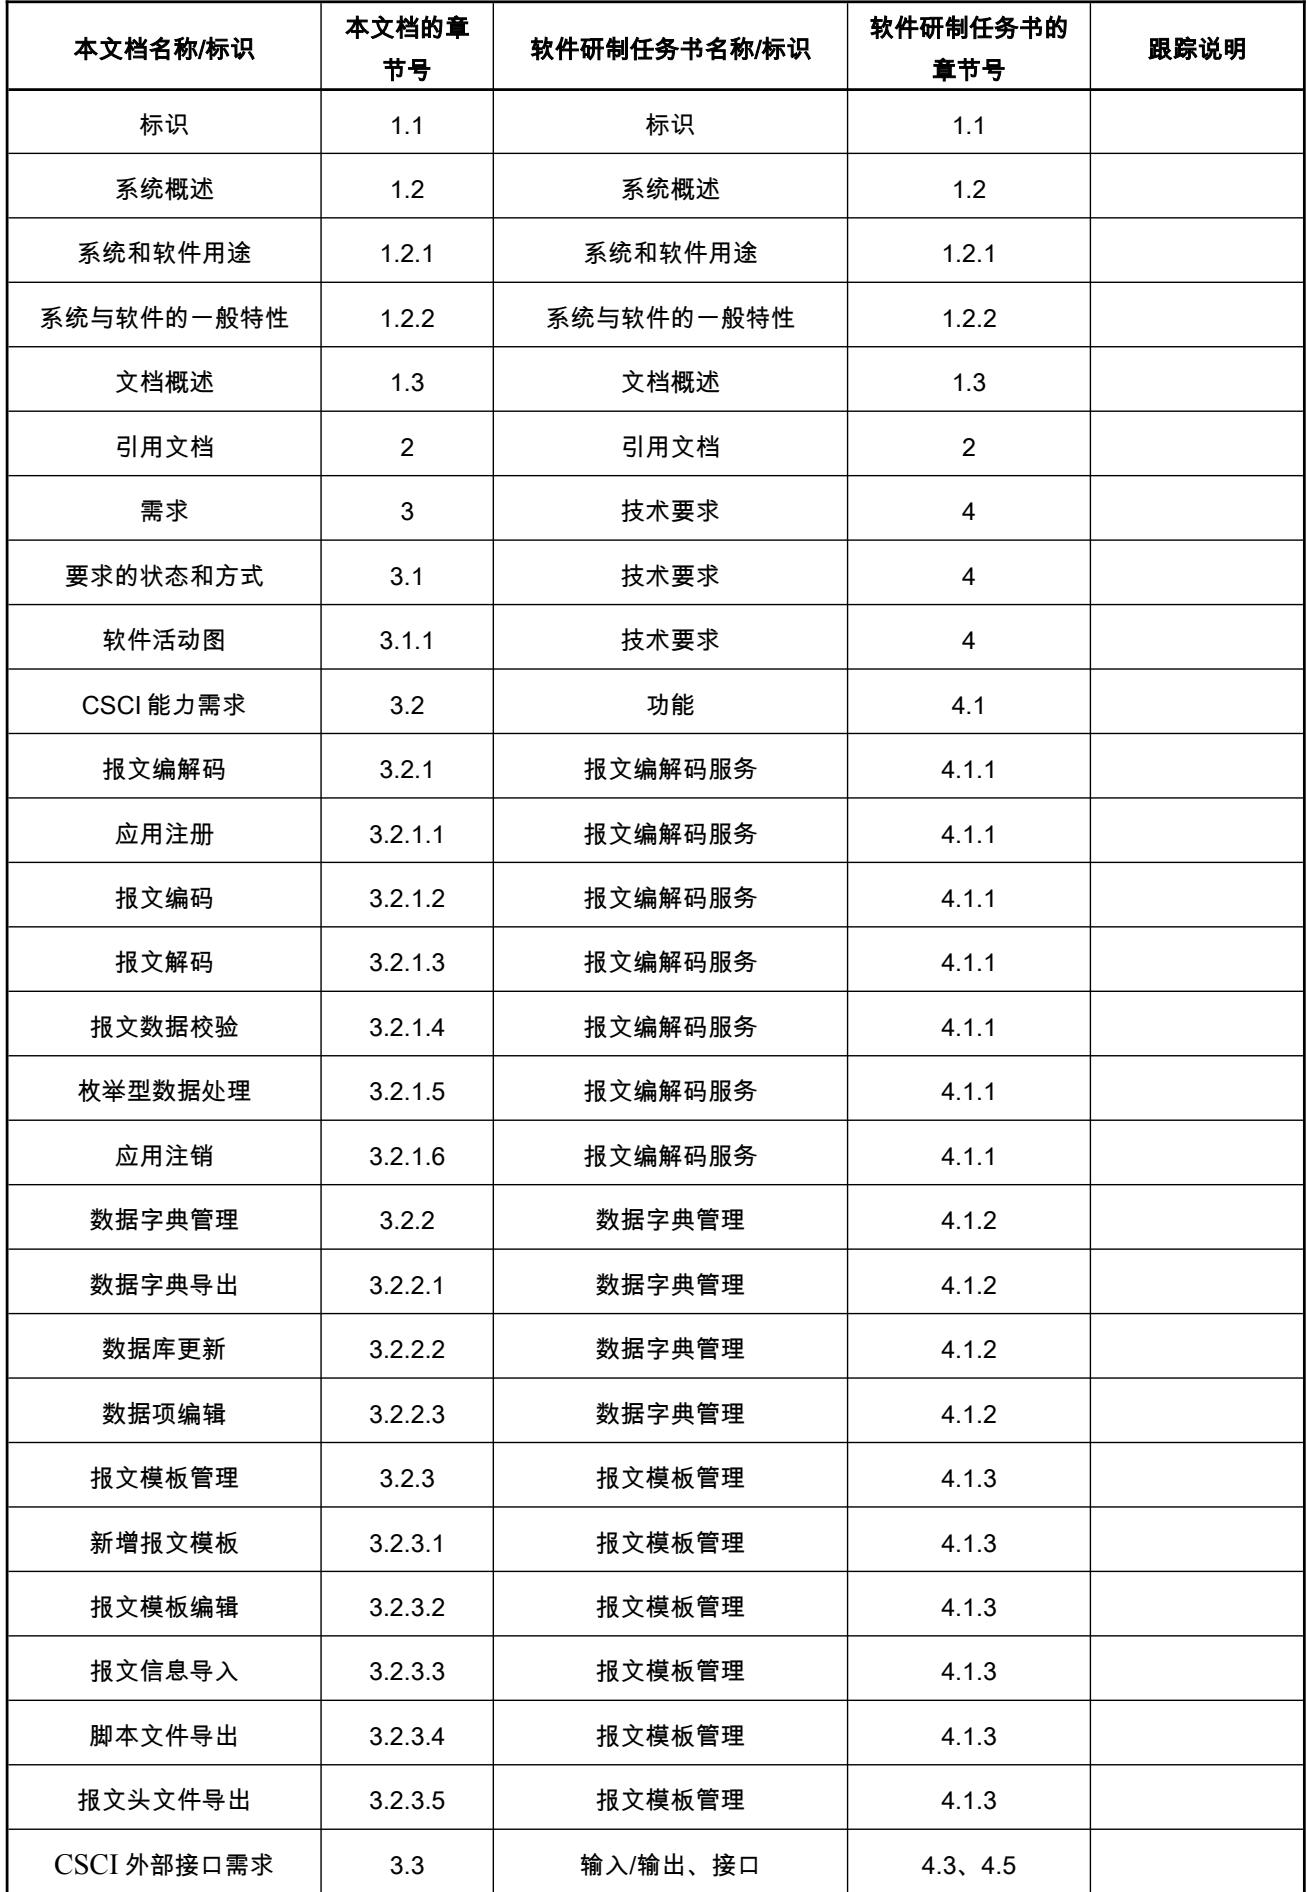 本文档名称/标识 本文档的章节号 软件研制任务书名称/标识 软件研制任务书的章节号 跟踪说明
标识 1.1 标识 1.1
系统概述 1.2 系统概述 1.2
系统和软件用途 1.2.1 系统和软件用途 1.2.1
系统与软件的一般特性 1.2.2 系统与软件的一般特性 1.2.2
文档概述 1.3 文档概述 1.3
引用文档 2 引用文档 2
需求 3 技术要求 4
要求的状态和方式 3.1 技术要求 4
软件活动图 3.1.1 技术要求 4
CSCI 能力需求 3.2 功能 4.1
报文编解码 3.2.1 报文编解码服务 4.1.1
应用注册 3.2.1.1 报文编解码服务 4.1.1
报文编码 3.2.1.2 报文编解码服务 4.1.1
报文解码 3.2.1.3 报文编解码服务 4.1.1
报文数据校验 3.2.1.4 报文编解码服务 4.1.1
枚举型数据处理 3.2.1.5 报文编解码服务 4.1.1
应用注销 3.2.1.6 报文编解码服务 4.1.1
数据字典管理 3.2.2 数据字典管理 4.1.2
数据字典导出 3.2.2.1 数据字典管理 4.1.2
数据库更新 3.2.2.2 数据字典管理 4.1.2
数据项编辑 3.2.2.3 数据字典管理 4.1.2
报文模板管理 3.2.3 报文模板管理 4.1.3
新增报文模板 3.2.3.1 报文模板管理 4.1.3
报文模板编辑 3.2.3.2 报文模板管理 4.1.3
报文信息导入 3.2.3.3 报文模板管理 4.1.3
脚本文件导出 3.2.3.4 报文模板管理 4.1.3
报文头文件导出 3.2.3.5 报文模板管理 4.1.3
CSCI 外部接口需求 3.3 输入/输出、接口 4.3、4.5